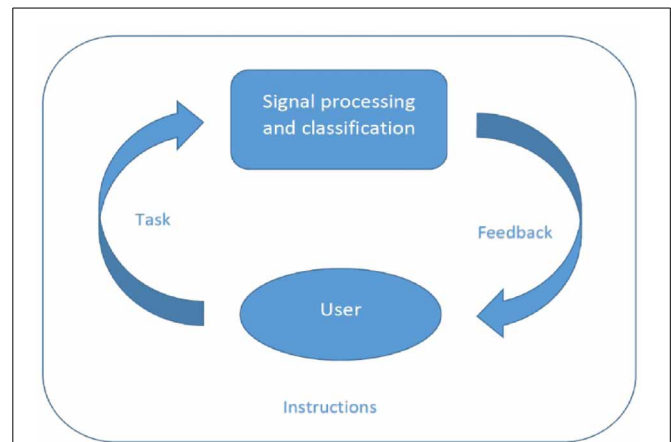 Signal processing
and classification
Task
Feedback
User
Instructions